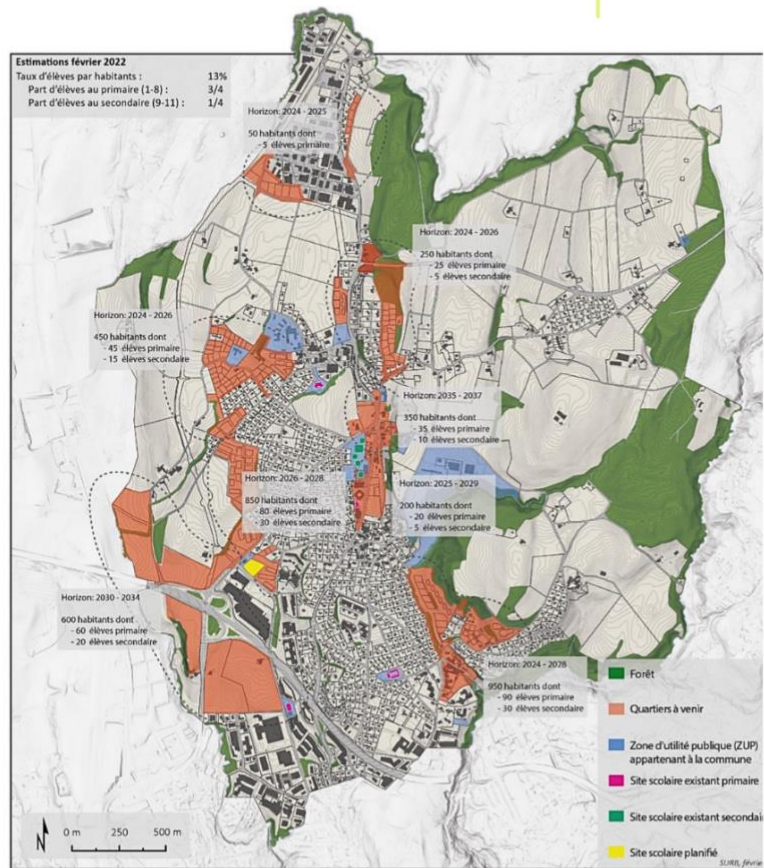 Estimations février 2022
Taux d'élèves par habitants : 13%
Part d'élèves au primaire (1-8) : 3/4
Part d'élèves au secondaire (9-11) : 1/4
Horizon: 2024 - 2025
50 habitants dont
- 5 élèves primaire
Horizon: 2024 - 2026
250 habitants dont
- 25 élèves primaire
- 5 élèves secondaire
Horizon: 2024 - 2026
450 habitants dont
- 45 élèves primaire
- 15 élèves secondaire
Horizon: 2035 - 2037
350 habitants dont
- 35 élèves primaire
- 10 élèves secondaire
Horizon: 2026 - 2028
850 habitants dont
- 80 élèves primaire
- 30 élèves secondaire
Horizon: 2025 - 2029
200 habitants dont
- 20 élèves primaire
- 5 élèves secondaire
Horizon: 2030 - 2034
600 habitants dont
- 60 élèves primaire
- 20 élèves secondaire
Horizon: 2024 - 2028
950 habitants dont
- 90 élèves primaire
- 30 élèves secondaire
Forêt
Quartiers à venir
Zone d'utilité publique (ZUP)
appartenant à la commune
Site scolaire existant primaire
Site scolaire existant secondai
Site scolaire planifié
N
0 m 250 500 m